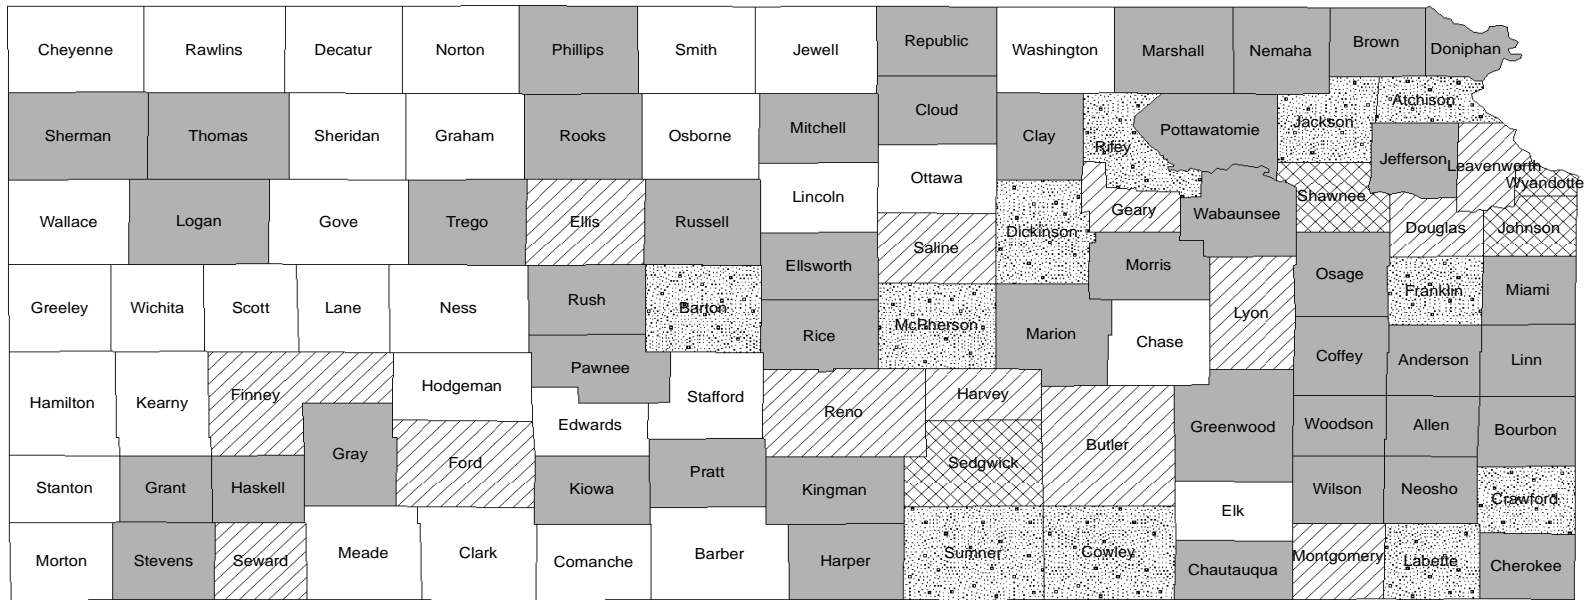 Cheyenne
Rawlins
Decatur
Norton
Phillips
Smith
Jewell
Republic
Washington
Marshall
Nemaha
Brown
Doniphan
Sherman
Thomas
Sheridan
Graham
Rooks
Osborne
Mitchell
Cloud
Clay
Riley
Pottawatomie
Jackson
Atchison
Jefferson
Leavenworth
Wyandotte
Wallace
Logan
Gove
Trego
Ellis
Russell
Lincoln
Ottawa
Saline
Dickinson
Geary
Wabaunsee
Shawnee
Douglas
Johnson
Greeley
Wichita
Scott
Lane
Ness
Rush
Barton
Ellsworth
Rice
McPherson
Marion
Morris
Chase
Lyon
Osage
Franklin
Miami
Hamilton
Kearny
Finney
Hodgeman
Pawnee
Edwards
Stafford
Reno
Harvey
Butler
Greenwood
Coffey
Anderson
Linn
Woodson
Allen
Bourbon
Stanton
Grant
Haskell
Gray
Ford
Kiowa
Pratt
Kingman
Sedgwick
Elk
Wilson
Neosho
Crawford
Morton
Stevens
Seward
Meade
Clark
Comanche
Barber
Harper
Sumner
Cowley
Chautauqua
Montgomery
Labette
Cherokee